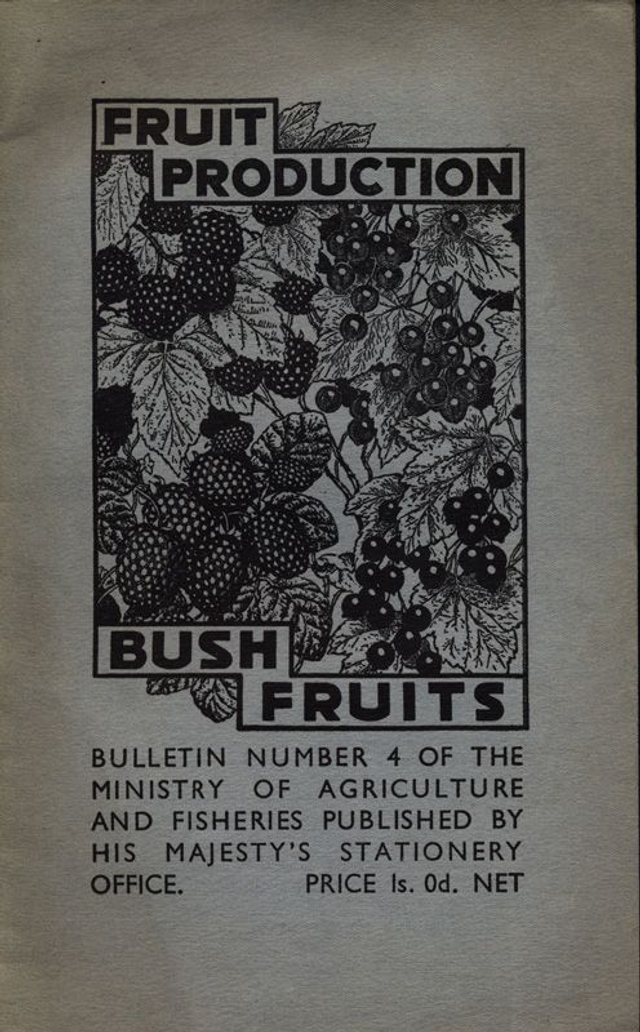 FRUIT
PRODUCTION
BUSH
FRUITS
BULLETIN NUMBER 4 OF THE
MINISTRY OF AGRICULTURE
AND FISHERIES PUBLISHED BY
HIS MAJESTY'S STATIONERY
OFFICE. PRICE 1s. 0d. NET